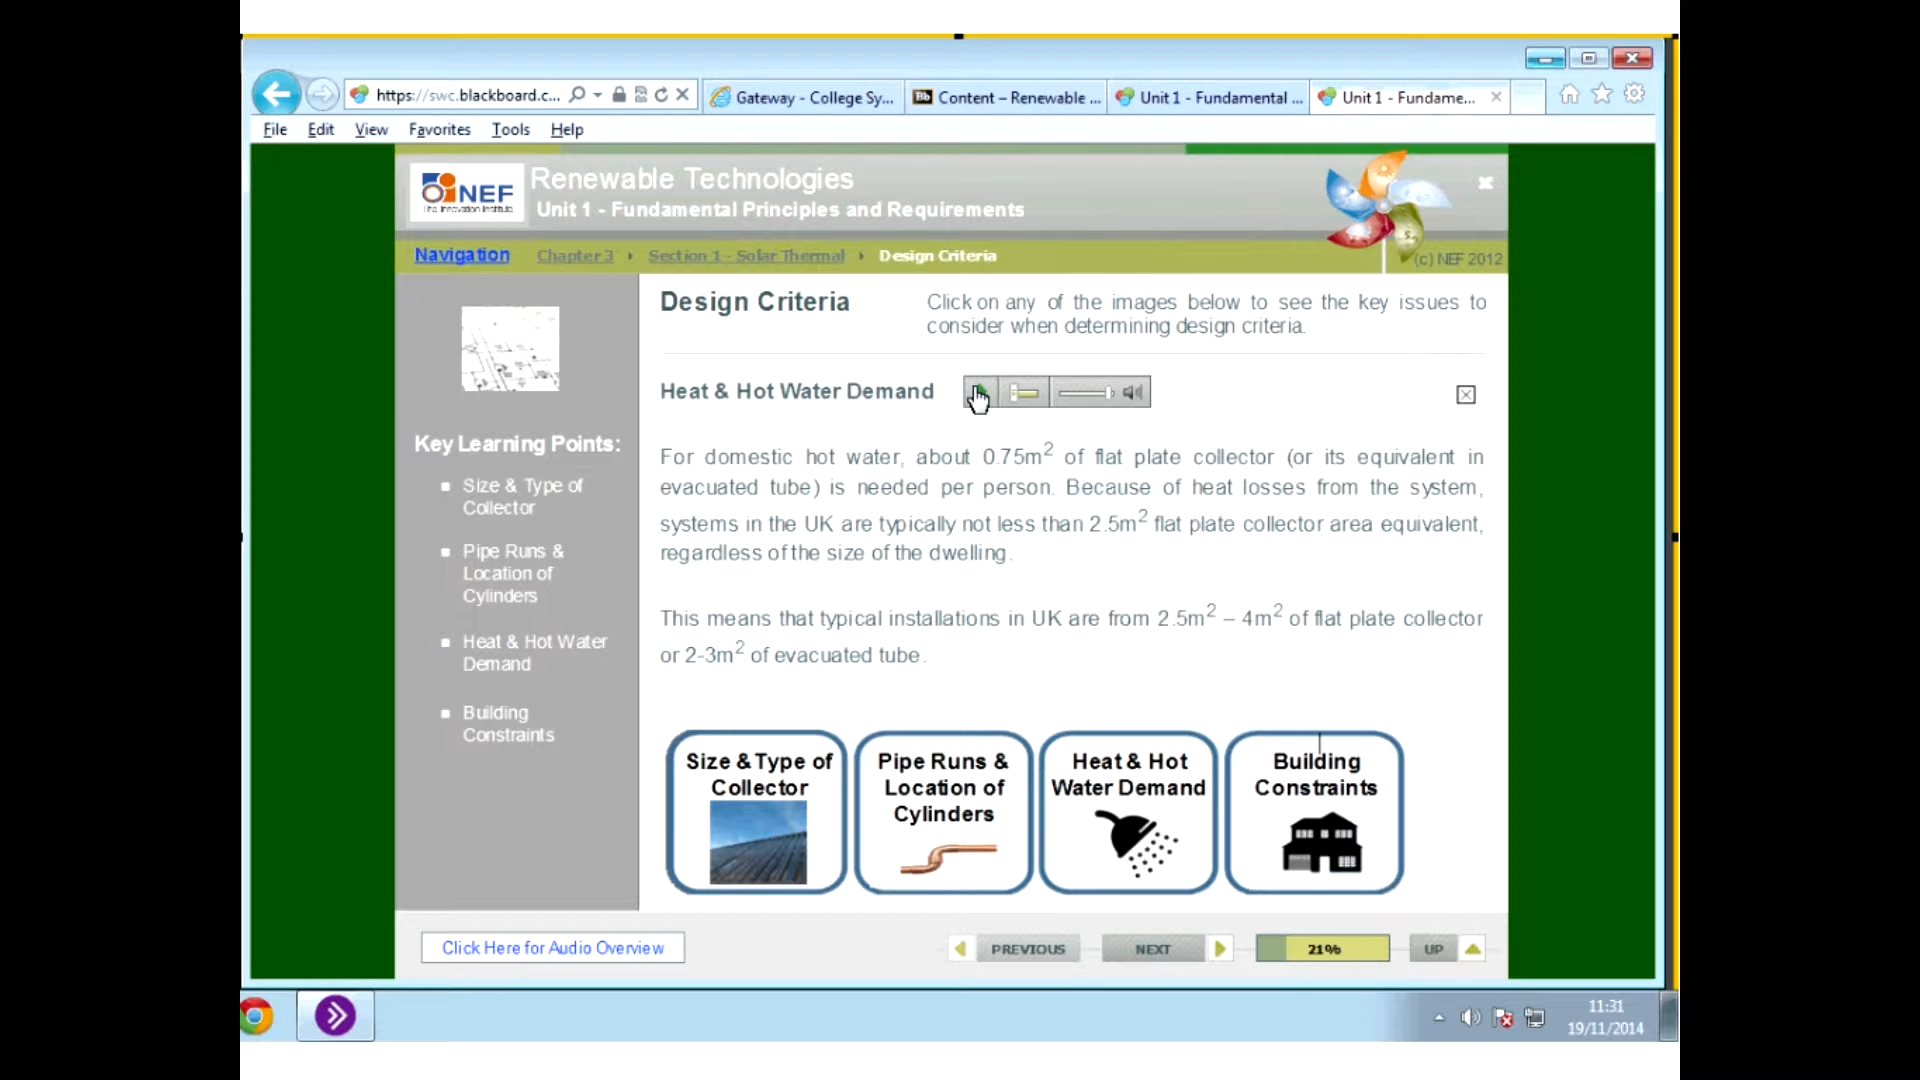 https://swc.blackboard.c...
Gateway - College Sy...
Content – Renewable ...
Unit 1 - Fundamental ...
Unit 1 - Fundame...
File Edit View Favorites Tools Help
NEF
The Innovation Institute
Renewable Technologies
Unit 1 - Fundamental Principles and Requirements
Navigation Chapter 3 Section 1 - Solar Thermal Design Criteria
(c) NEF 2012
Design Criteria
Click on any of the images below to see the key issues to
consider when determining design criteria.
Heat & Hot Water Demand
Key Learning Points:
Size & Type of
Collector
Pipe Runs &
Location of
Cylinders
Heat & Hot Water
Demand
Building
Constraints
For domestic hot water, about 0.75m² of flat plate collector (or its equivalent in
evacuated tube) is needed per person. Because of heat losses from the system,
systems in the UK are typically not less than 2.5m² flat plate collector area equivalent,
regardless of the size of the dwelling.
This means that typical installations in UK are from 2.5m² – 4m² of flat plate collector
or 2-3m² of evacuated tube.
Size & Type of
Collector
Pipe Runs &
Location of
Cylinders
Heat & Hot
Water Demand
Building
Constraints
Click Here for Audio Overview
PREVIOUS
NEXT
21%
UP
11:31
19/11/2014